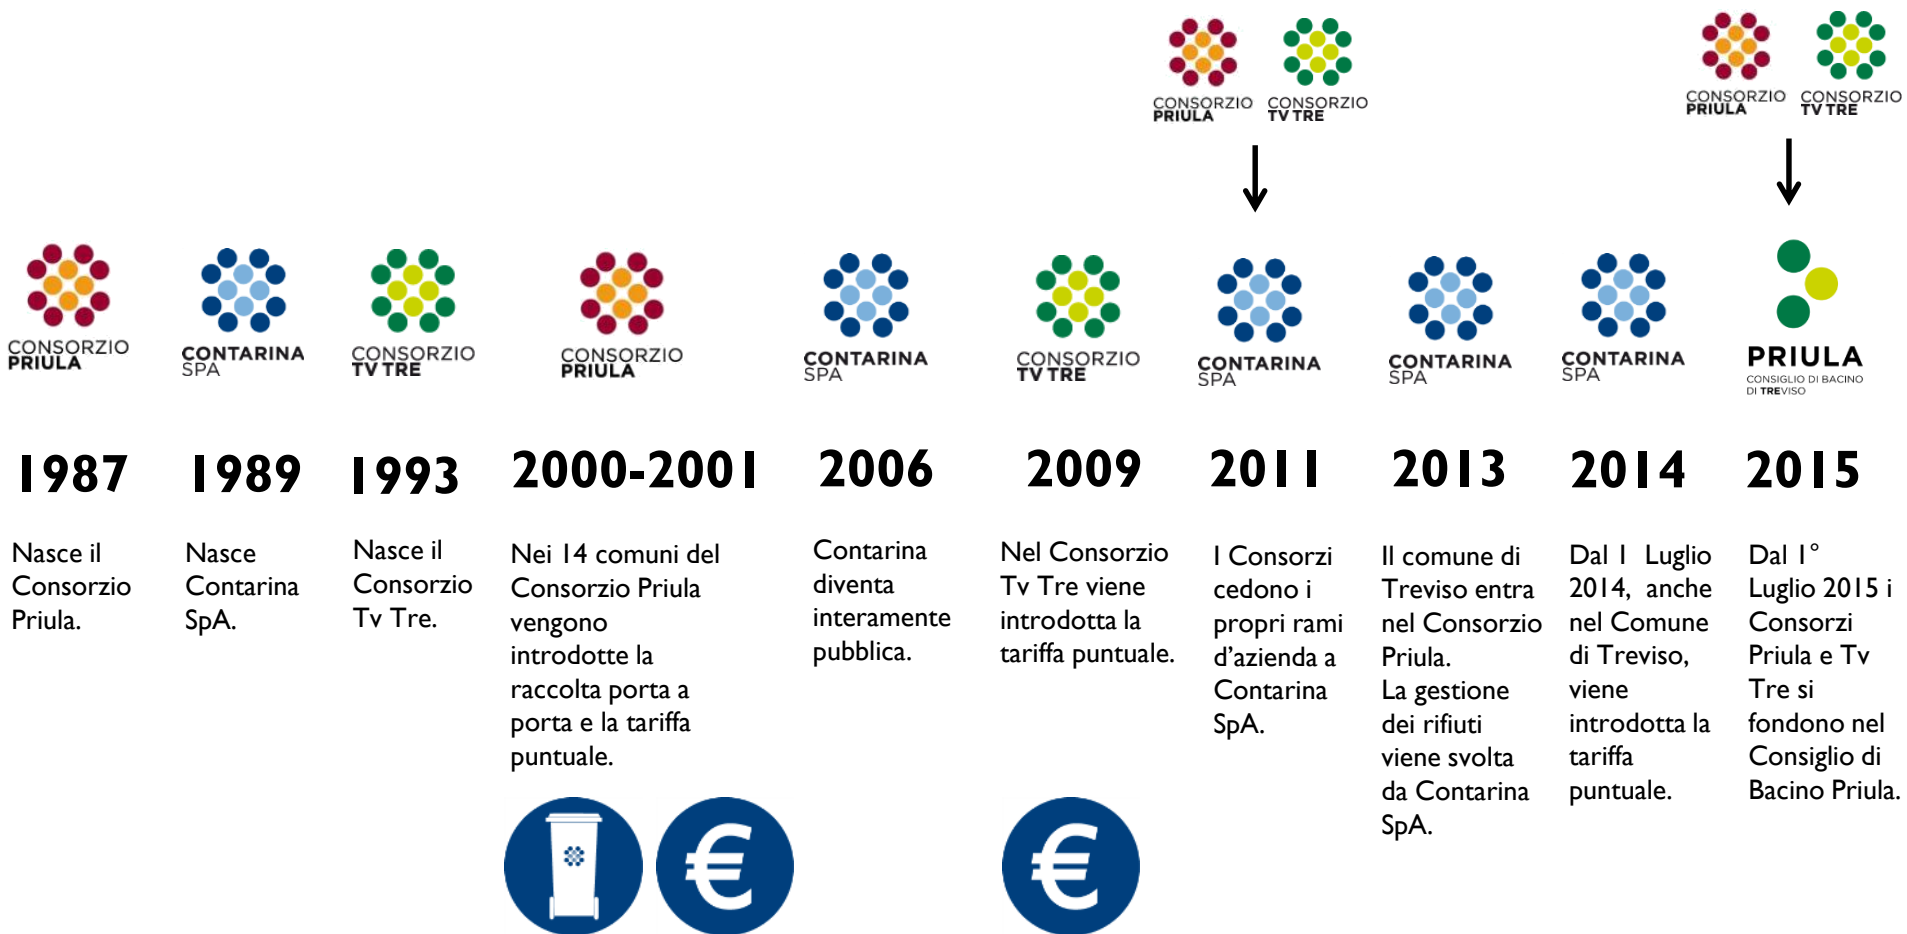 CONSORZIO
PRIULA
CONSORZIO
TV TRE
CONSORZIO
PRIULA
CONSORZIO
TV TRE
CONSORZIO
PRIULA
CONTARINA
SPA
CONSORZIO
TV TRE
CONSORZIO
PRIULA
CONTARINA
SPA
CONSORZIO
TV TRE
CONTARINA
SPA
CONTARINA
SPA
CONTARINA
SPA
PRIULA
CONSIGLIO DI BACINO
DI TREVISO
1987
Nasce il
Consorzio
Priula.
1989
Nasce
Contarina
SpA.
1993
Nasce il
Consorzio
Tv Tre.
2000-2001
Nei 14 comuni del
Consorzio Priula
vengono
introdotte la
raccolta porta a
porta e la tariffa
puntuale.
€
2006
Contarina
diventa
interamente
pubblica.
2009
Nel Consorzio
Tv Tre viene
introdotta la
tariffa puntuale.
€
2011
I Consorzi
cedono i
propri rami
d’azienda a
Contarina
SpA.
2013
Il comune di
Treviso entra
nel Consorzio
Priula.
La gestione
dei rifiuti
viene svolta
da Contarina
SpA.
2014
Dal 1 Luglio
2014, anche
nel Comune
di Treviso,
viene
introdotta la
tariffa
puntuale.
2015
Dal 1°
Luglio 2015 i
Consorzi
Priula e Tv
Tre si
fondono nel
Consiglio di
Bacino Priula.